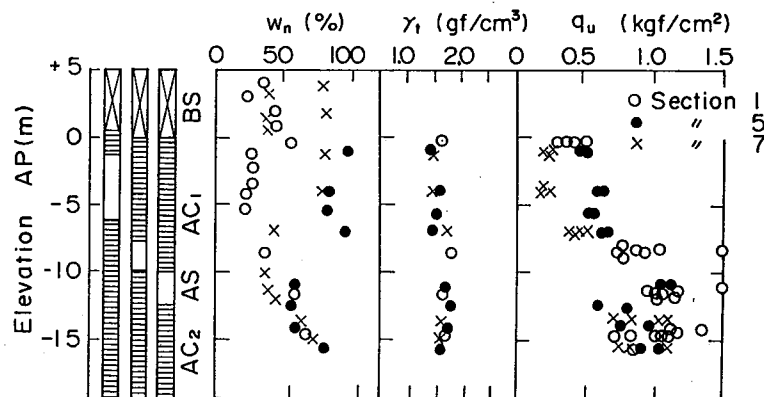 wn (%) γt (gf/cm³) qu (kgf/cm²)
0 50 100 1.0 2.0 0 0.5 1.0 1.5
+5
0
-5
-10
-15
Elevation AP(m)
BS
AC1
AS
AC2
Section 1
" 5
" 7